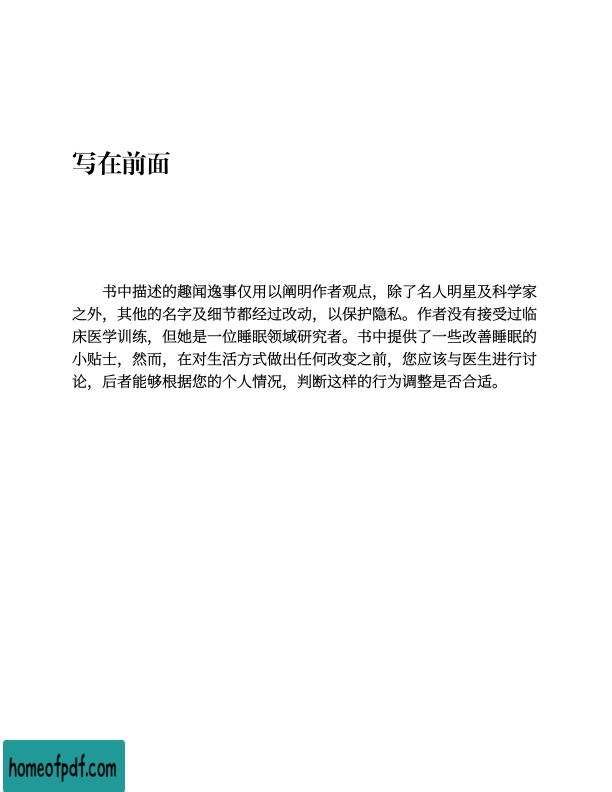 写在前面
书中描述的趣闻逸事仅用以阐明作者观点，除了名人明星及科学家
之外，其他的名字及细节都经过改动，以保护隐私。作者没有接受过临
床医学训练，但她是一位睡眠领域研究者。书中提供了一些改善睡眠的
小贴士，然而，在对生活方式做出任何改变之前，您应该与医生进行讨
论，后者能够根据您的个人情况，判断这样的行为调整是否合适。
homeofpdf.com